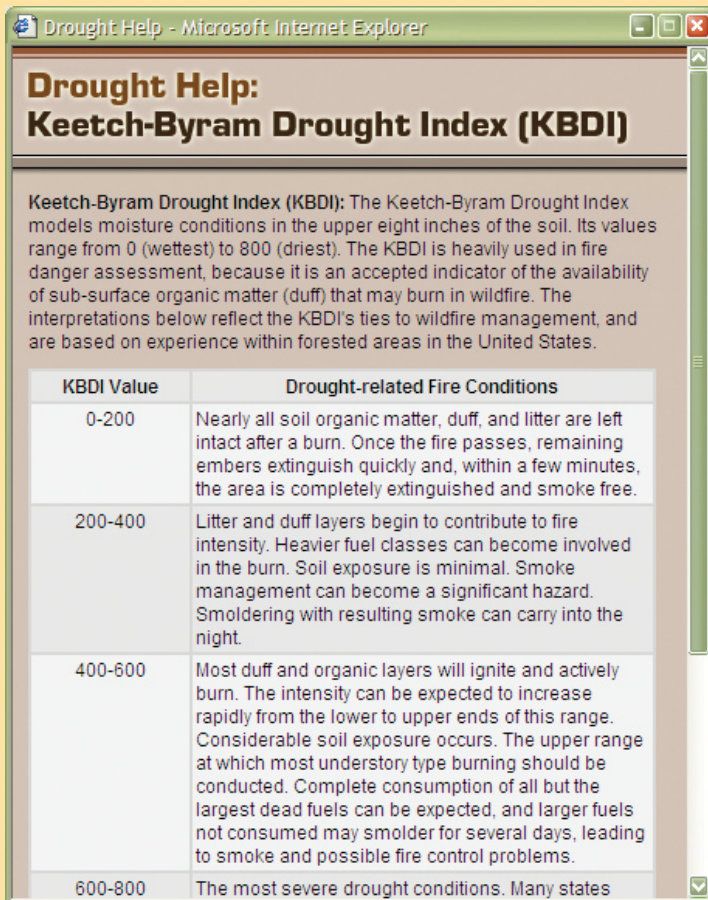 Drought Help - Microsoft Internet Explorer
Drought Help:
Keetch-Byram Drought Index (KBDI)
Keetch-Byram Drought Index (KBDI): The Keetch-Byram Drought Index
models moisture conditions in the upper eight inches of the soil. Its values
range from 0 (wettest) to 800 (driest). The KBDI is heavily used in fire
danger assessment, because it is an accepted indicator of the availability
of sub-surface organic matter (duff) that may burn in wildfire. The
interpretations below reflect the KBDI's ties to wildfire management, and
are based on experience within forested areas in the United States.
KBDI Value Drought-related Fire Conditions
0-200 Nearly all soil organic matter, duff, and litter are left
intact after a burn. Once the fire passes, remaining
embers extinguish quickly and, within a few minutes,
the area is completely extinguished and smoke free.
200-400 Litter and duff layers begin to contribute to fire
intensity. Heavier fuel classes can become involved
in the burn. Soil exposure is minimal. Smoke
management can become a significant hazard.
Smoldering with resulting smoke can carry into the
night.
400-600 Most duff and organic layers will ignite and actively
burn. The intensity can be expected to increase
rapidly from the lower to upper ends of this range.
Considerable soil exposure occurs. The upper range
at which most understory type burning should be
conducted. Complete consumption of all but the
largest dead fuels can be expected, and larger fuels
not consumed may smolder for several days, leading
to smoke and possible fire control problems.
600-800 The most severe drought conditions. Many states